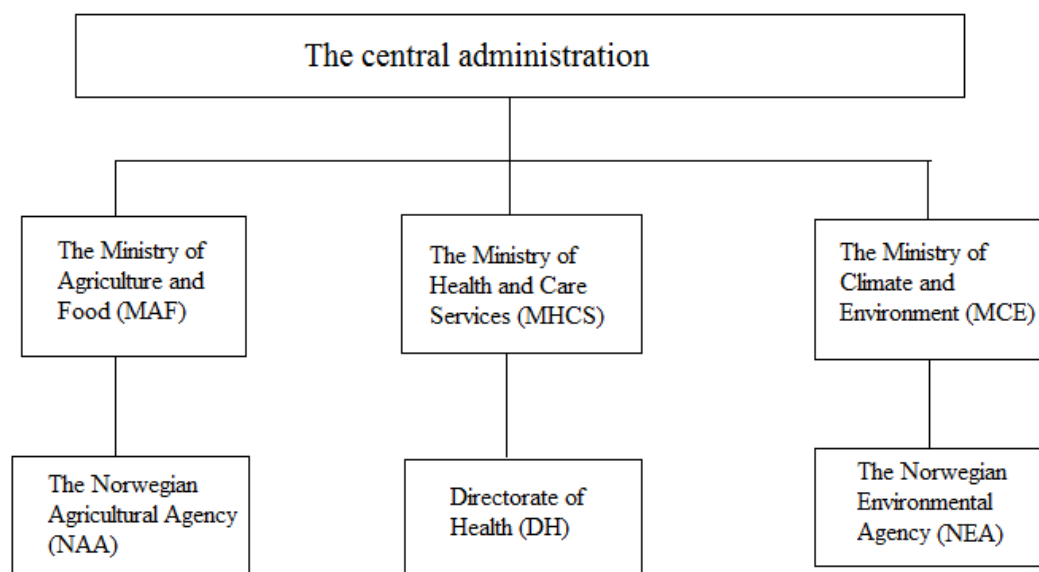 The central administration
The Ministry of
Agriculture and
Food (MAF)
The Ministry of
Health and Care
Services (MHCS)
The Ministry of
Climate and
Environment (MCE)
The Norwegian
Agricultural Agency
(NAA)
Directorate of
Health (DH)
The Norwegian
Environmental
Agency (NEA)